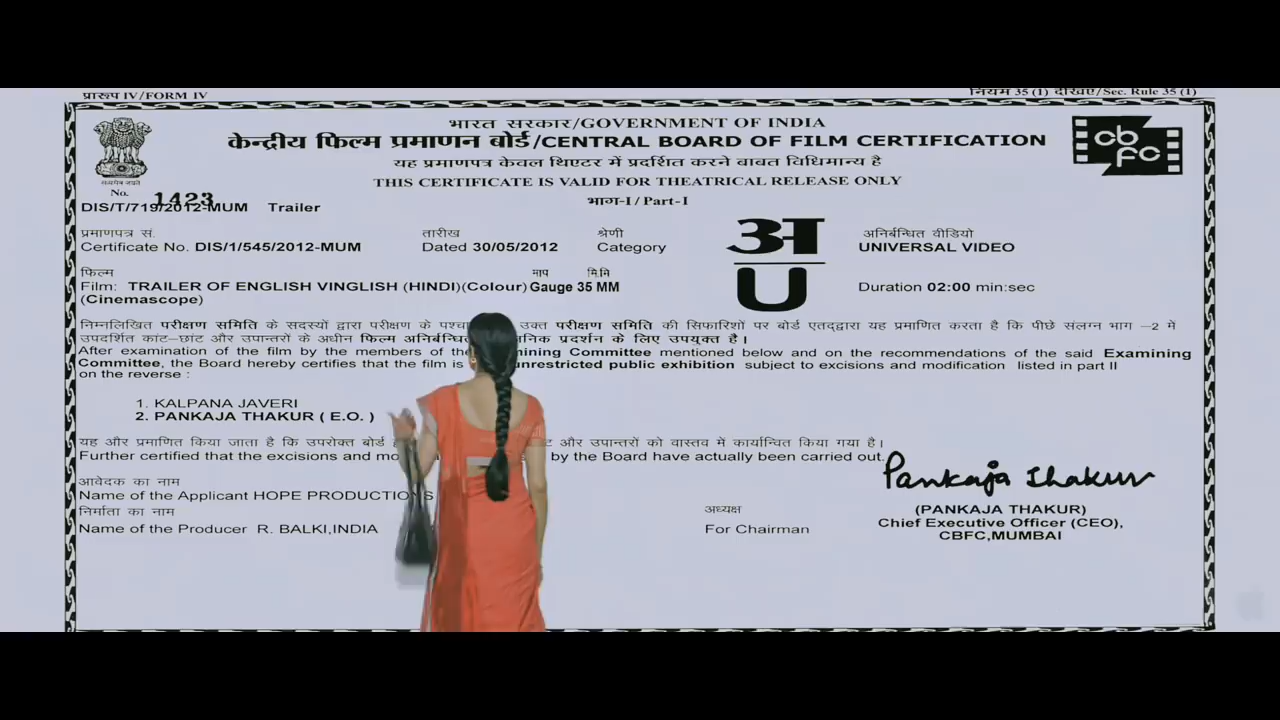 प्रारूप IV/FORM IV
नियम 35 (1) देखिए/Sec. Rule 35 (1)
भारत सरकार/GOVERNMENT OF INDIA
केन्द्रीय फिल्म प्रमाणन बोर्ड/CENTRAL BOARD OF FILM CERTIFICATION
cb
fc
यह प्रमाणपत्र केवल थिएटर में प्रदर्शित करने बाबत विधिमान्य है
THIS CERTIFICATE IS VALID FOR THEATRICAL RELEASE ONLY
सत्यमेव जयते
No. 1423
DIS/T/719/2012-MUM Trailer
भाग-I / Part-I
प्रमाणपत्र सं. तारीख श्रेणी अ अनिर्बन्धित वीडियो
Certificate No. DIS/1/545/2012-MUM Dated 30/05/2012 Category U UNIVERSAL VIDEO
फिल्म माप मि.मि
Film: TRAILER OF ENGLISH VINGLISH (HINDI)(Colour) Gauge 35 MM Duration 02:00 min:sec
(Cinemascope)
निम्नलिखित परीक्षण समिति के सदस्यों द्वारा परीक्षण के उक्त परीक्षण समिति की सिफारिशों पर बोर्ड एतद्द्वारा यह प्रमाणित करता है कि पीछे संलग्न भाग –2 में
उपदर्शित कांट–छांट और उपान्तरों के अधीन फिल्म प्रदर्शन के लिए उपयुक्त है।
After examination of the film by the members of the Committee mentioned below and on the recommendations of the said Examining
Committee, the Board hereby certifies that the film is unrestricted public exhibition subject to excisions and modification listed in part II
on the reverse :
1. KALPANA JAVERI
2. PANKAJA THAKUR ( E.O. )
यह और प्रमाणित किया जाता है कि उपरोक्त बोर्ड और उपान्तरों को वास्तव में कार्यान्वित किया गया है।
Further certified that the excisions and by the Board have actually been carried out.
Pankaja Thakur
आवेदक का नाम
Name of the Applicant HOPE PRODUCTIONS
निर्माता का नाम अध्यक्ष (PANKAJA THAKUR)
Name of the Producer R. BALKI,INDIA For Chairman Chief Executive Officer (CEO),
CBFC,MUMBAI